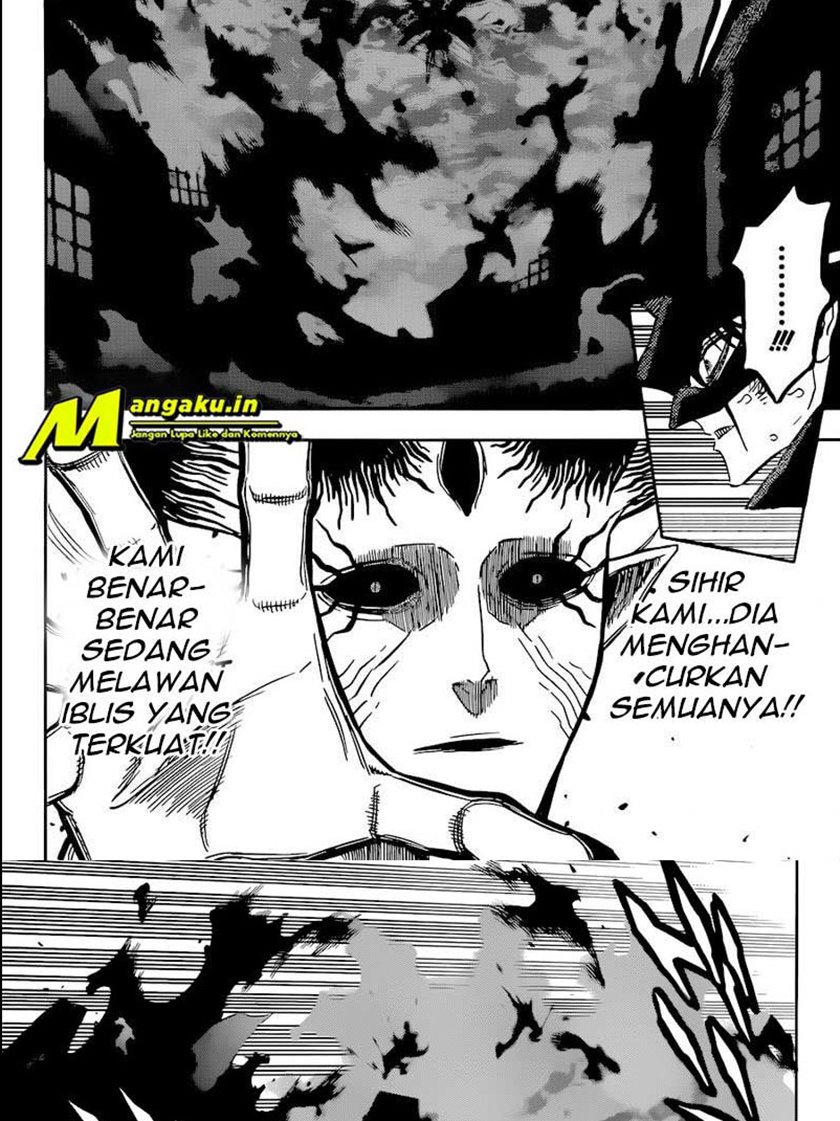 .........!!!
Mangaku.in
Jangan Lupa Like dan Komennya
SIHIR
KAMI...DIA
MENGHAN-
CURKAN
SEMUANYA!!
KAMI
BENAR-
BENAR
SEDANG
MELAWAN
IBLIS YANG
TERKUAT!!